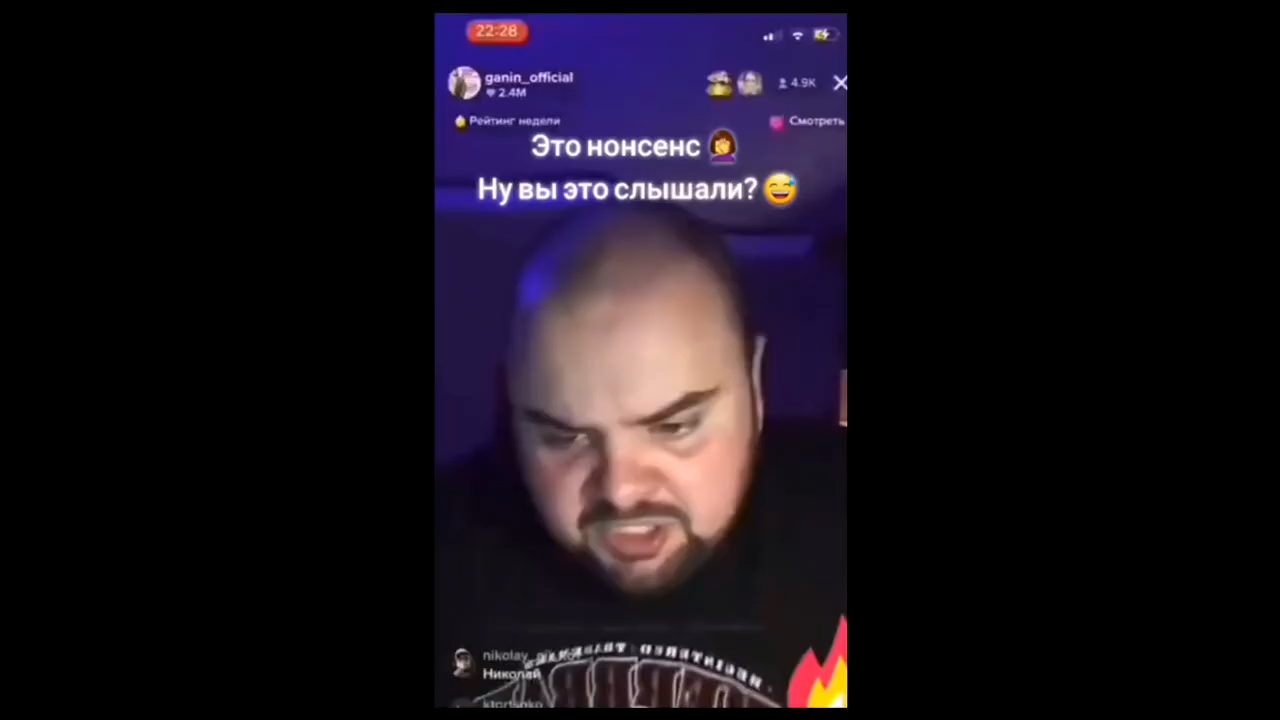 22:28
ganin_official
2.4M
4.9K
Рейтинг недели
Смотреть
Это нонсенс 🤦‍♀️
Ну вы это слышали? 😅
Николай